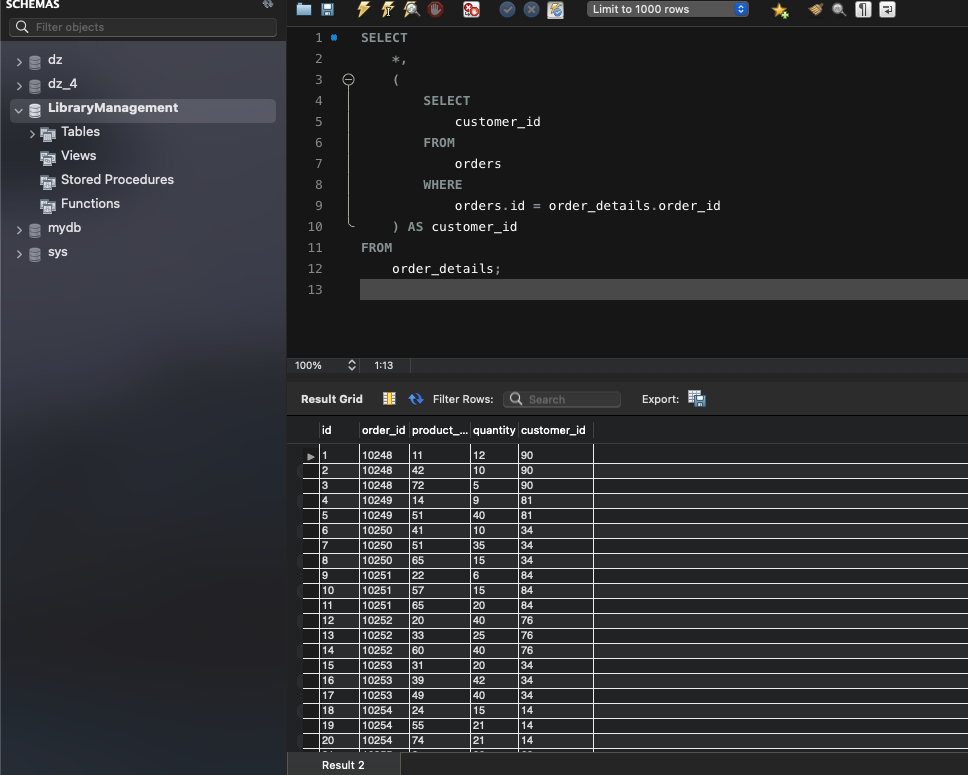 SCHEMAS
Filter objects
dz
dz_4
LibraryManagement
Tables
Views
Stored Procedures
Functions
mydb
sys
Limit to 1000 rows
1 SELECT
2 *,
3 (
4 SELECT
5 customer_id
6 FROM
7 orders
8 WHERE
9 orders.id = order_details.order_id
10 ) AS customer_id
11 FROM
12 order_details;
13
100% 1:13
Result Grid Filter Rows: Search Export:
id order_id product_... quantity customer_id
1 10248 11 12 90
2 10248 42 10 90
3 10248 72 5 90
4 10249 14 9 81
5 10249 51 40 81
6 10250 41 10 34
7 10250 51 35 34
8 10250 65 15 34
9 10251 22 6 84
10 10251 57 15 84
11 10251 65 20 84
12 10252 20 40 76
13 10252 33 25 76
14 10252 60 40 76
15 10253 31 20 34
16 10253 39 42 34
17 10253 49 40 34
18 10254 24 15 14
19 10254 55 21 14
20 10254 74 21 14
Result 2